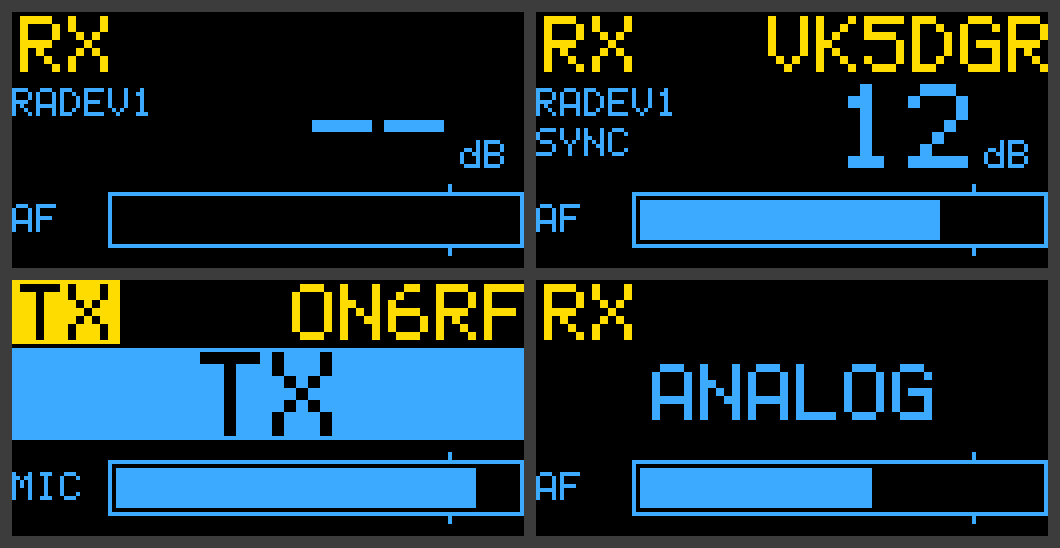 RX
RADEV1
-- dB
AF
RX VK5DGR
RADEV1
SYNC
12 dB
AF
TX ON6RF
TX
MIC
RX
ANALOG
AF